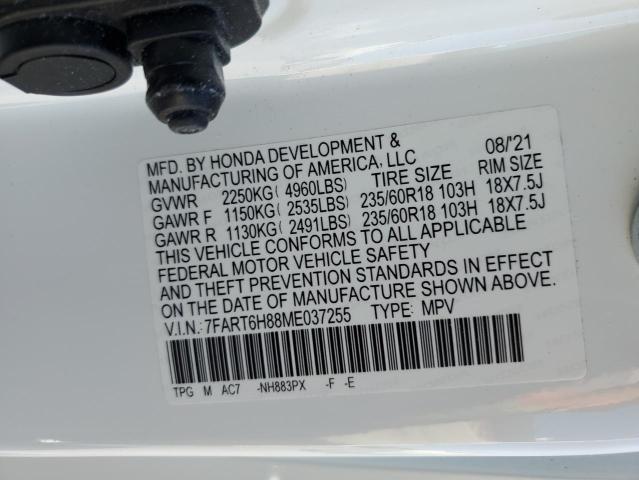 MFD. BY HONDA DEVELOPMENT & 08/'21
MANUFACTURING OF AMERICA, LLC
GVWR 2250KG( 4960LBS) TIRE SIZE RIM SIZE
GAWR F 1150KG( 2535LBS) 235/60R18 103H 18X7.5J
GAWR R 1130KG( 2491LBS) 235/60R18 103H 18X7.5J
THIS VEHICLE CONFORMS TO ALL APPLICABLE
FEDERAL MOTOR VEHICLE SAFETY
AND THEFT PREVENTION STANDARDS IN EFFECT
ON THE DATE OF MANUFACTURE SHOWN ABOVE.
V.I.N.:7FART6H88ME037255 TYPE: MPV
TPG M AC7 -NH883PX -F -E